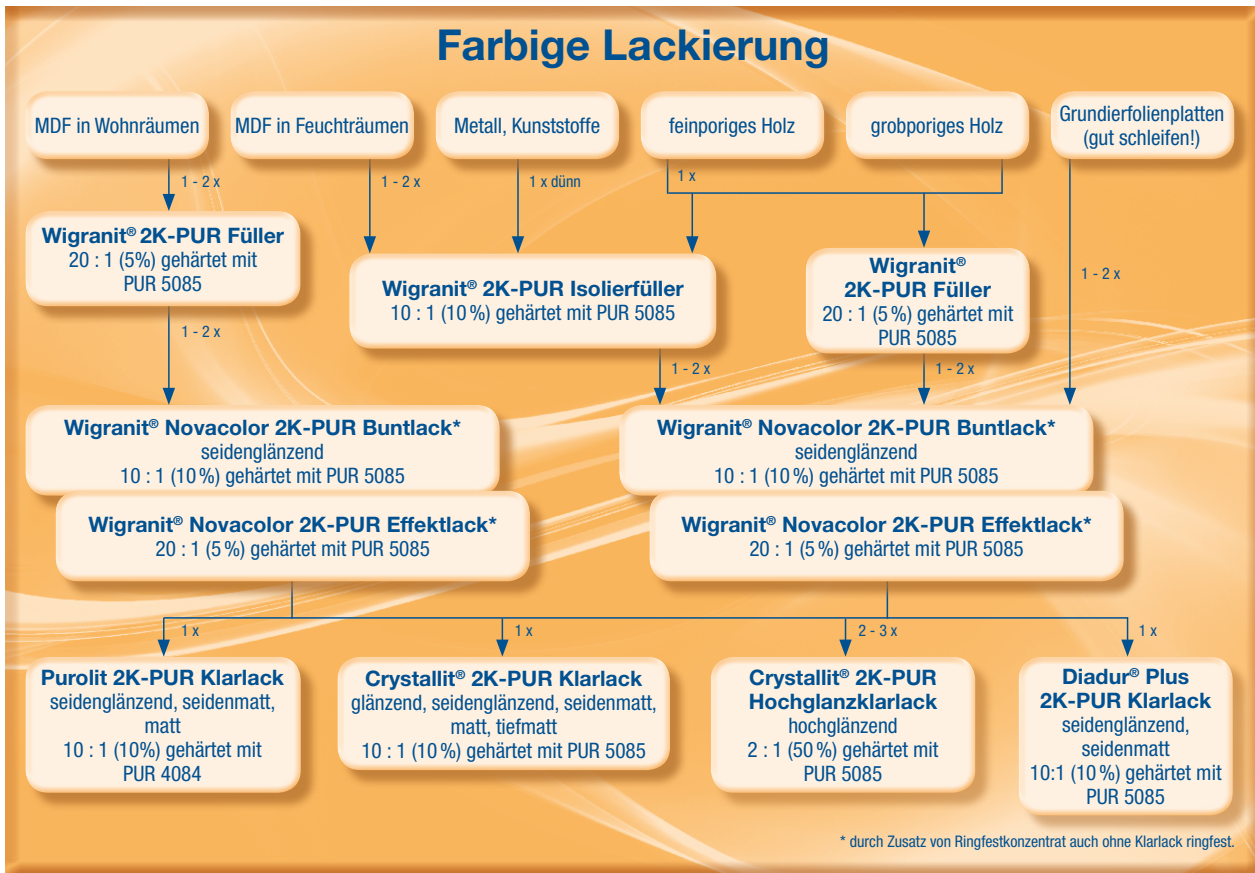 Farbige Lackierung
MDF in Wohnräumen
MDF in Feuchträumen
Metall, Kunststoffe
feinporiges Holz
grobporiges Holz
Grundierfolienplatten
(gut schleifen!)
1 - 2 x
1 - 2 x
1 x dünn
1 x
1 - 2 x
Wigranit® 2K-PUR Füller
20 : 1 (5%) gehärtet mit
PUR 5085
Wigranit® 2K-PUR Isolierfüller
10 : 1 (10 %) gehärtet mit PUR 5085
Wigranit®
2K-PUR Füller
20 : 1 (5 %) gehärtet mit
PUR 5085
1 - 2 x
1 - 2 x
1 - 2 x
Wigranit® Novacolor 2K-PUR Buntlack*
seidenglänzend
10 : 1 (10 %) gehärtet mit PUR 5085
Wigranit® Novacolor 2K-PUR Effektlack*
20 : 1 (5 %) gehärtet mit PUR 5085
Wigranit® Novacolor 2K-PUR Buntlack*
seidenglänzend
10 : 1 (10 %) gehärtet mit PUR 5085
Wigranit® Novacolor 2K-PUR Effektlack*
20 : 1 (5 %) gehärtet mit PUR 5085
1 x
1 x
2 - 3 x
1 x
Purolit 2K-PUR Klarlack
seidenglänzend, seidenmatt,
matt
10 : 1 (10%) gehärtet mit
PUR 4084
Crystallit® 2K-PUR Klarlack
glänzend, seidenglänzend, seidenmatt,
matt, tiefmatt
10 : 1 (10 %) gehärtet mit PUR 5085
Crystallit® 2K-PUR
Hochglanzklarlack
hochglänzend
2 : 1 (50 %) gehärtet mit
PUR 5085
Diadur® Plus
2K-PUR Klarlack
seidenglänzend,
seidenmatt
10:1 (10 %) gehärtet mit
PUR 5085
* durch Zusatz von Ringfestkonzentrat auch ohne Klarlack ringfest.